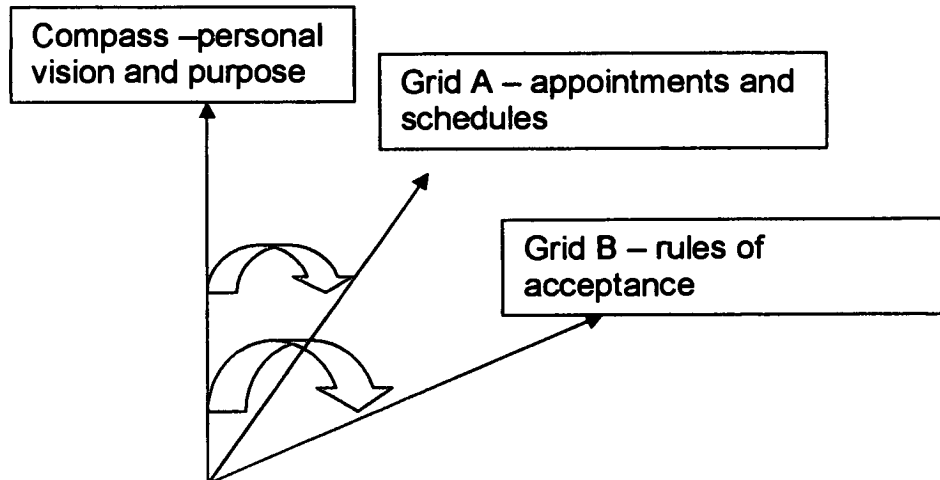 Compass –personal
vision and purpose
Grid A – appointments and
schedules
Grid B – rules of
acceptance